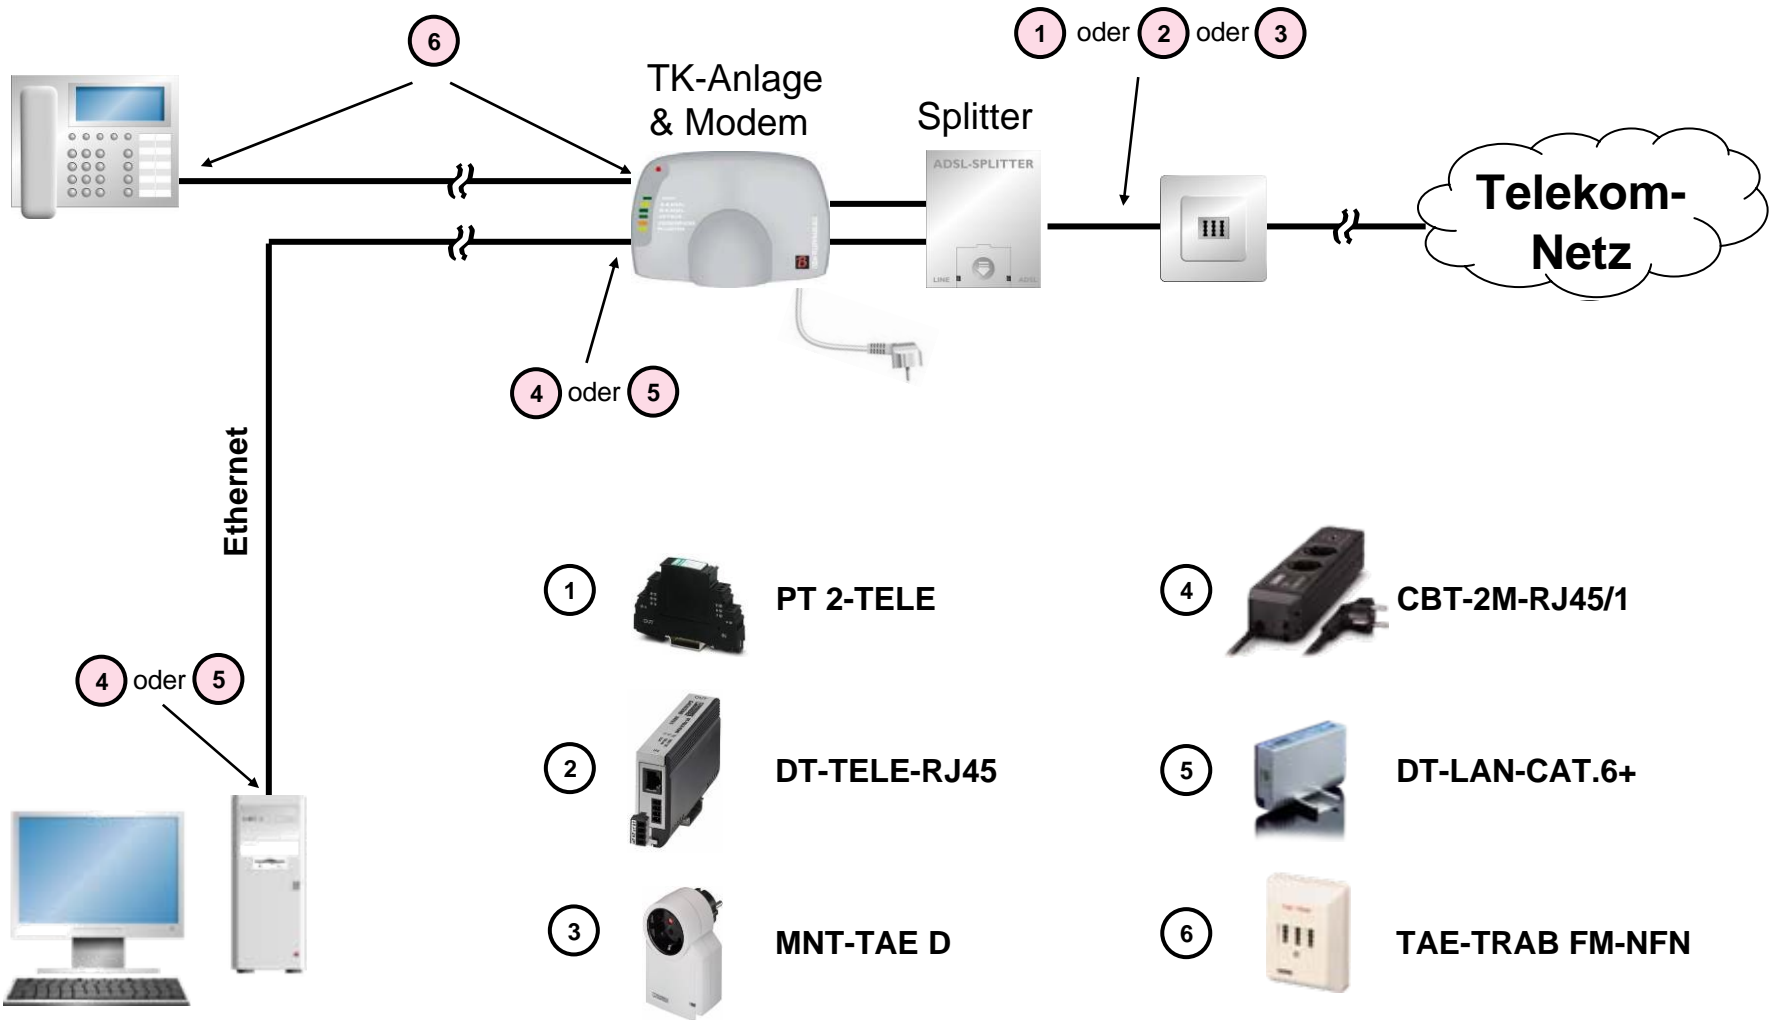 6
1 oder 2 oder 3
TK-Anlage
& Modem
Splitter
ADSL-SPLITTER
LINE
ADSL
Telekom-
Netz
4 oder 5
Ethernet
4 oder 5
1 PT 2-TELE
4 CBT-2M-RJ45/1
2 DT-TELE-RJ45
5 DT-LAN-CAT.6+
3 MNT-TAE D
6 TAE-TRAB FM-NFN